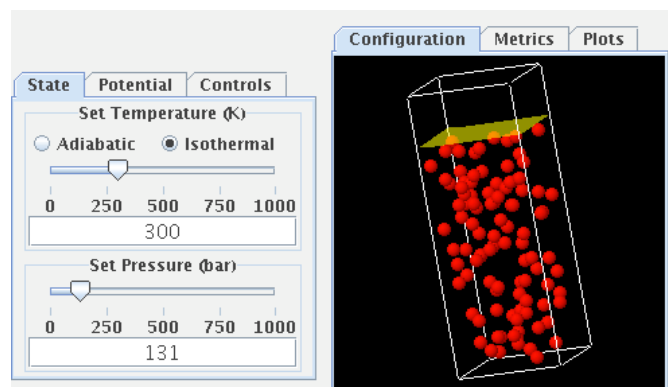 Configuration Metrics Plots
State Potential Controls
Set Temperature (K)
Adiabatic Isothermal
0 250 500 750 1000
300
Set Pressure (bar)
0 250 500 750 1000
131